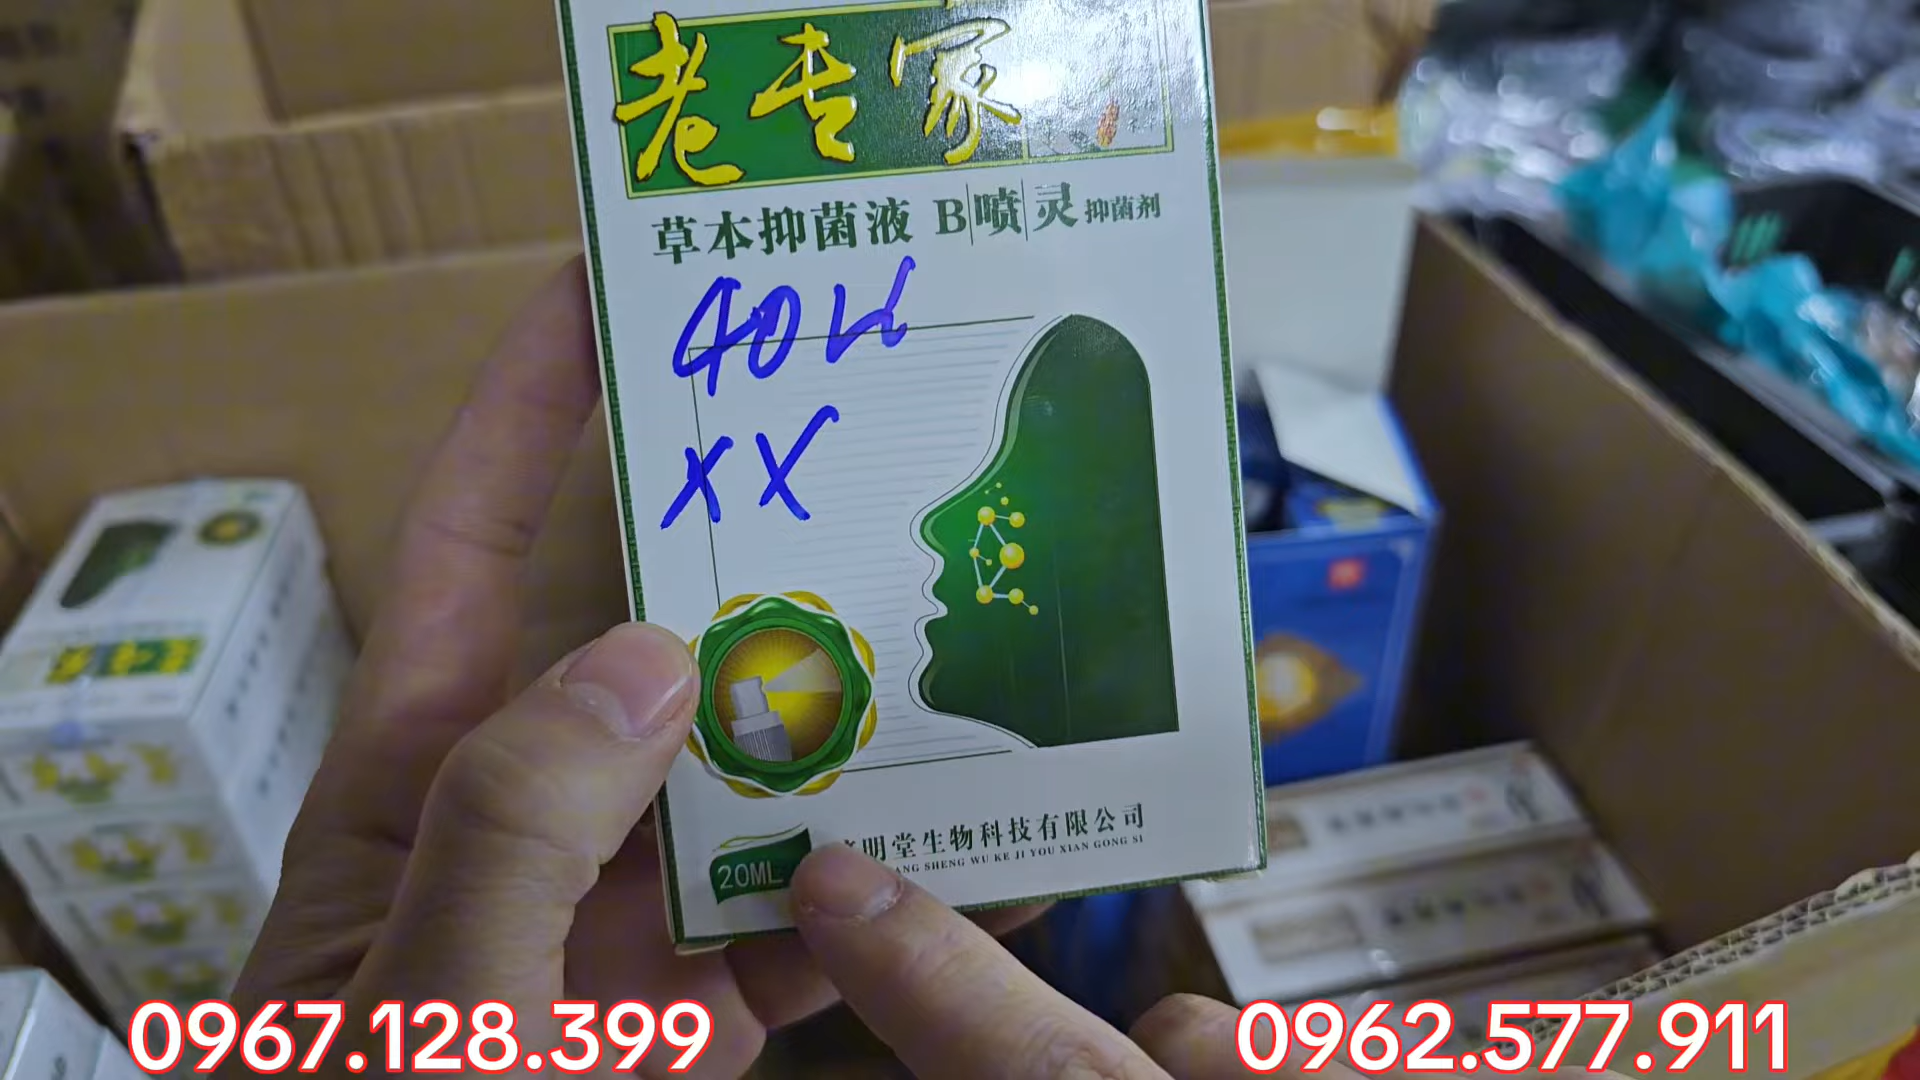 老专家
草本抑菌液 B喷灵 抑菌剂
40H
XX
20ML
明堂生物科技有限公司
ANG SHENG WU KE JI YOU XIAN GONG SI
0967.128.399
0962.577.911